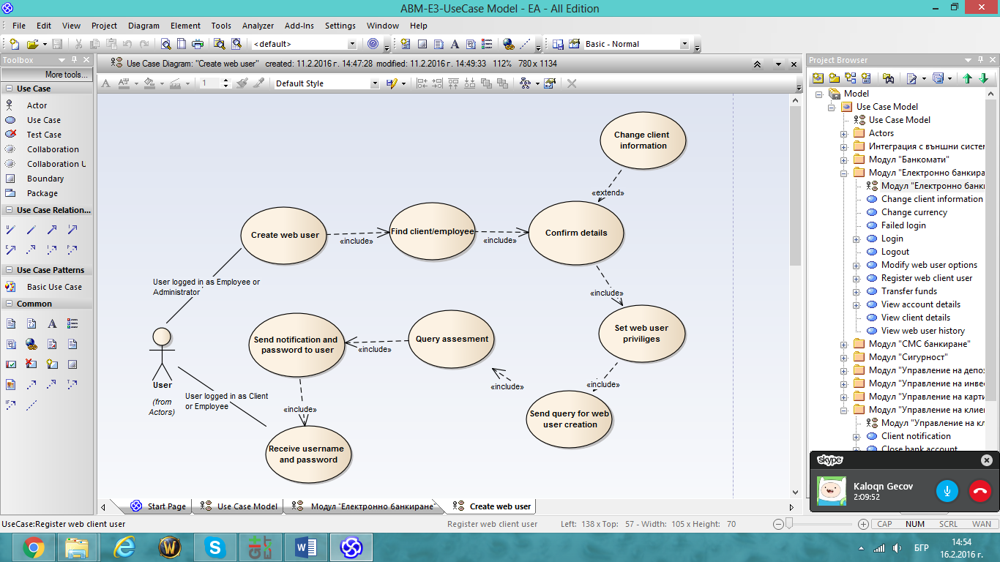 ABM-E3-UseCase Model - EA - All Edition
File Edit View Project Diagram Element Tools Analyzer Add-Ins Settings Window Help
<default>
Basic - Normal
Toolbox
More tools...
Use Case
Actor
Use Case
Test Case
Collaboration
Collaboration U
Boundary
Package
Use Case Relation...
Use Case Patterns
Basic Use Case
Common
Use Case Diagram: "Create web user" created: 11.2.2016 г. 14:47:28 modified: 11.2.2016 г. 14:49:33 112% 780 x 1134
1
Default Style
Change client
information
«extend»
Create web user
«include»
Find client/employee
«include»
Confirm details
User logged in as Employee or
Administrator
«include»
Send notification and
password to user
«include»
Query assesment
Set web user
priviliges
User
(from
Actors)
User logged in as Client
or Employee
«include»
«include»
«include»
Send query for web
user creation
Receive username
and password
Start Page
Use Case Model
Модул "Електронно банкиране"
Create web user
Project Browser
Model
Use Case Model
Use Case Model
Actors
Интеграция с външни систем
Модул "Банкомати"
Модул "Електронно банкира
Модул "Електронно банки
Change client information
Change currency
Failed login
Login
Logout
Modify web user options
Register web client user
Transfer funds
View account details
View client details
View web user history
Модул "СМС банкиране"
Модул "Сигурност"
Модул "Управление на депо
Модул "Управление на инве
Модул "Управление на карти
Модул "Управление на клие
Модул "Управление на кл
Client notification
Close bank account
skype
Kaloqn Gecov
2:09:52
UseCase:Register web client user
Register web client user
Left: 138 x Top: 57 - Width: 105 x Height: 70
CAP NUM SCRL WAN
БГР
14:54
16.2.2016 г.